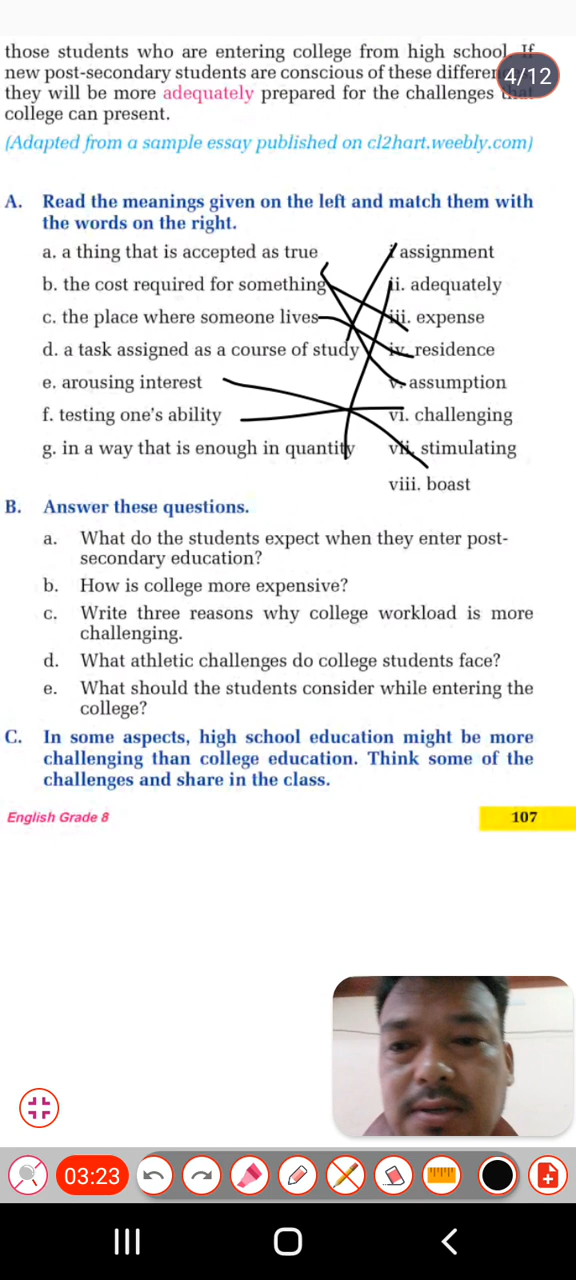 those students who are entering college from high school. If
new post-secondary students are conscious of these
4/12
they will be more adequately prepared for the challenges that
college can present.
(Adapted from a sample essay published on cl2hart.weebly.com)
A. Read the meanings given on the left and match them with
the words on the right.
a. a thing that is accepted as true i assignment
b. the cost required for something ii. adequately
c. the place where someone lives iii. expense
d. a task assigned as a course of study iv. residence
e. arousing interest v. assumption
f. testing one's ability vi. challenging
g. in a way that is enough in quantity vii. stimulating
viii. boast
B. Answer these questions.
a. What do the students expect when they enter post-
secondary education?
b. How is college more expensive?
c. Write three reasons why college workload is more
challenging.
d. What athletic challenges do college students face?
e. What should the students consider while entering the
college?
C. In some aspects, high school education might be more
challenging than college education. Think some of the
challenges and share in the class.
English Grade 8 107
03:23